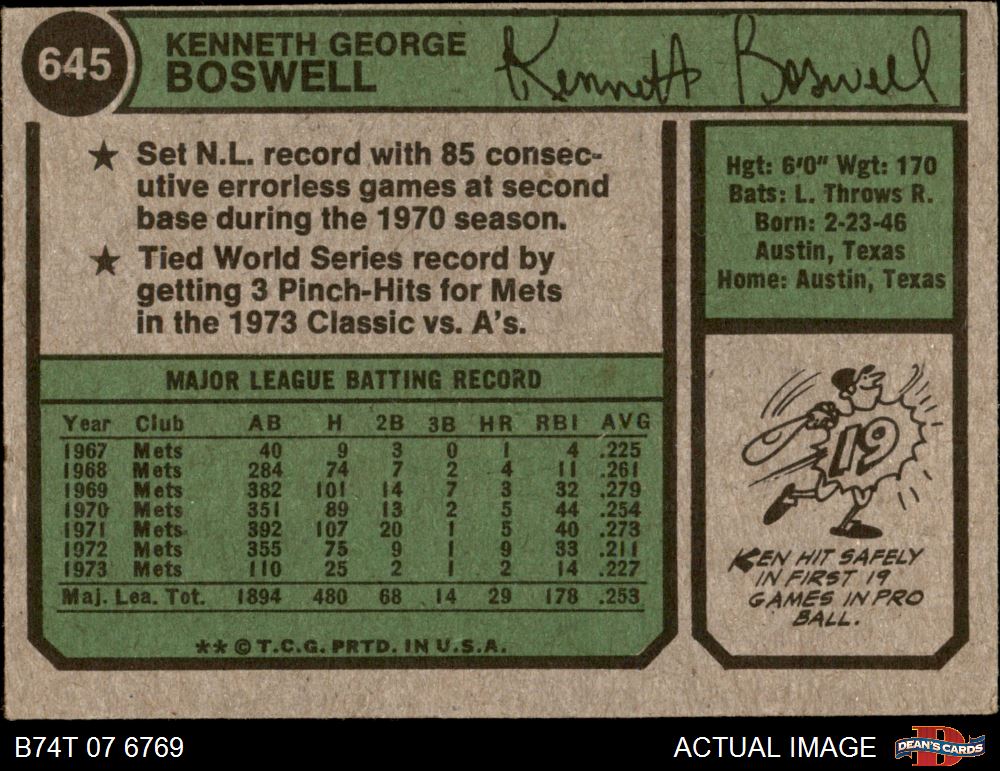 645
KENNETH GEORGE
BOSWELL
Kenneth Boswell
★ Set N.L. record with 85 consec-
utive errorless games at second
base during the 1970 season.
★ Tied World Series record by
getting 3 Pinch-Hits for Mets
in the 1973 Classic vs. A's.
Hgt: 6'0" Wgt: 170
Bats: L. Throws R.
Born: 2-23-46
Austin, Texas
Home: Austin, Texas
MAJOR LEAGUE BATTING RECORD
Year Club AB H 2B 3B HR RBI AVG
1967 Mets 40 9 3 0 1 4 .225
1968 Mets 284 74 7 2 4 11 .261
1969 Mets 382 101 14 7 3 32 .279
1970 Mets 351 89 13 2 5 44 .254
1971 Mets 392 107 20 1 5 40 .273
1972 Mets 355 75 9 1 9 33 .211
1973 Mets 110 25 2 1 2 14 .227
Maj. Lea. Tot. 1894 480 68 14 29 178 .253
** © T.C.G. PRTD. IN U.S.A.
19
KEN HIT SAFELY
IN FIRST 19
GAMES IN PRO
BALL.
B74T 07 6769
ACTUAL IMAGE
D
DEAN'S CARDS